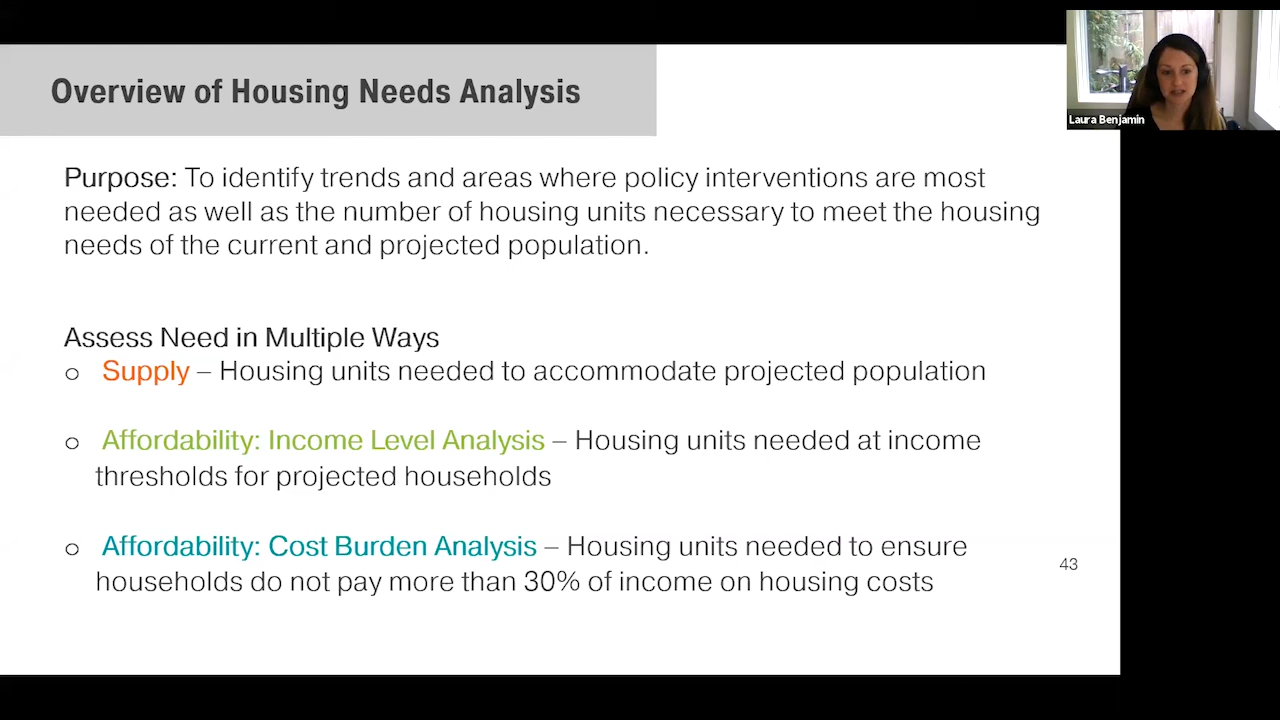 Overview of Housing Needs Analysis
Laura Benjamin
Purpose: To identify trends and areas where policy interventions are most
needed as well as the number of housing units necessary to meet the housing
needs of the current and projected population.
Assess Need in Multiple Ways
o Supply – Housing units needed to accommodate projected population
o Affordability: Income Level Analysis – Housing units needed at income
thresholds for projected households
o Affordability: Cost Burden Analysis – Housing units needed to ensure
households do not pay more than 30% of income on housing costs
43